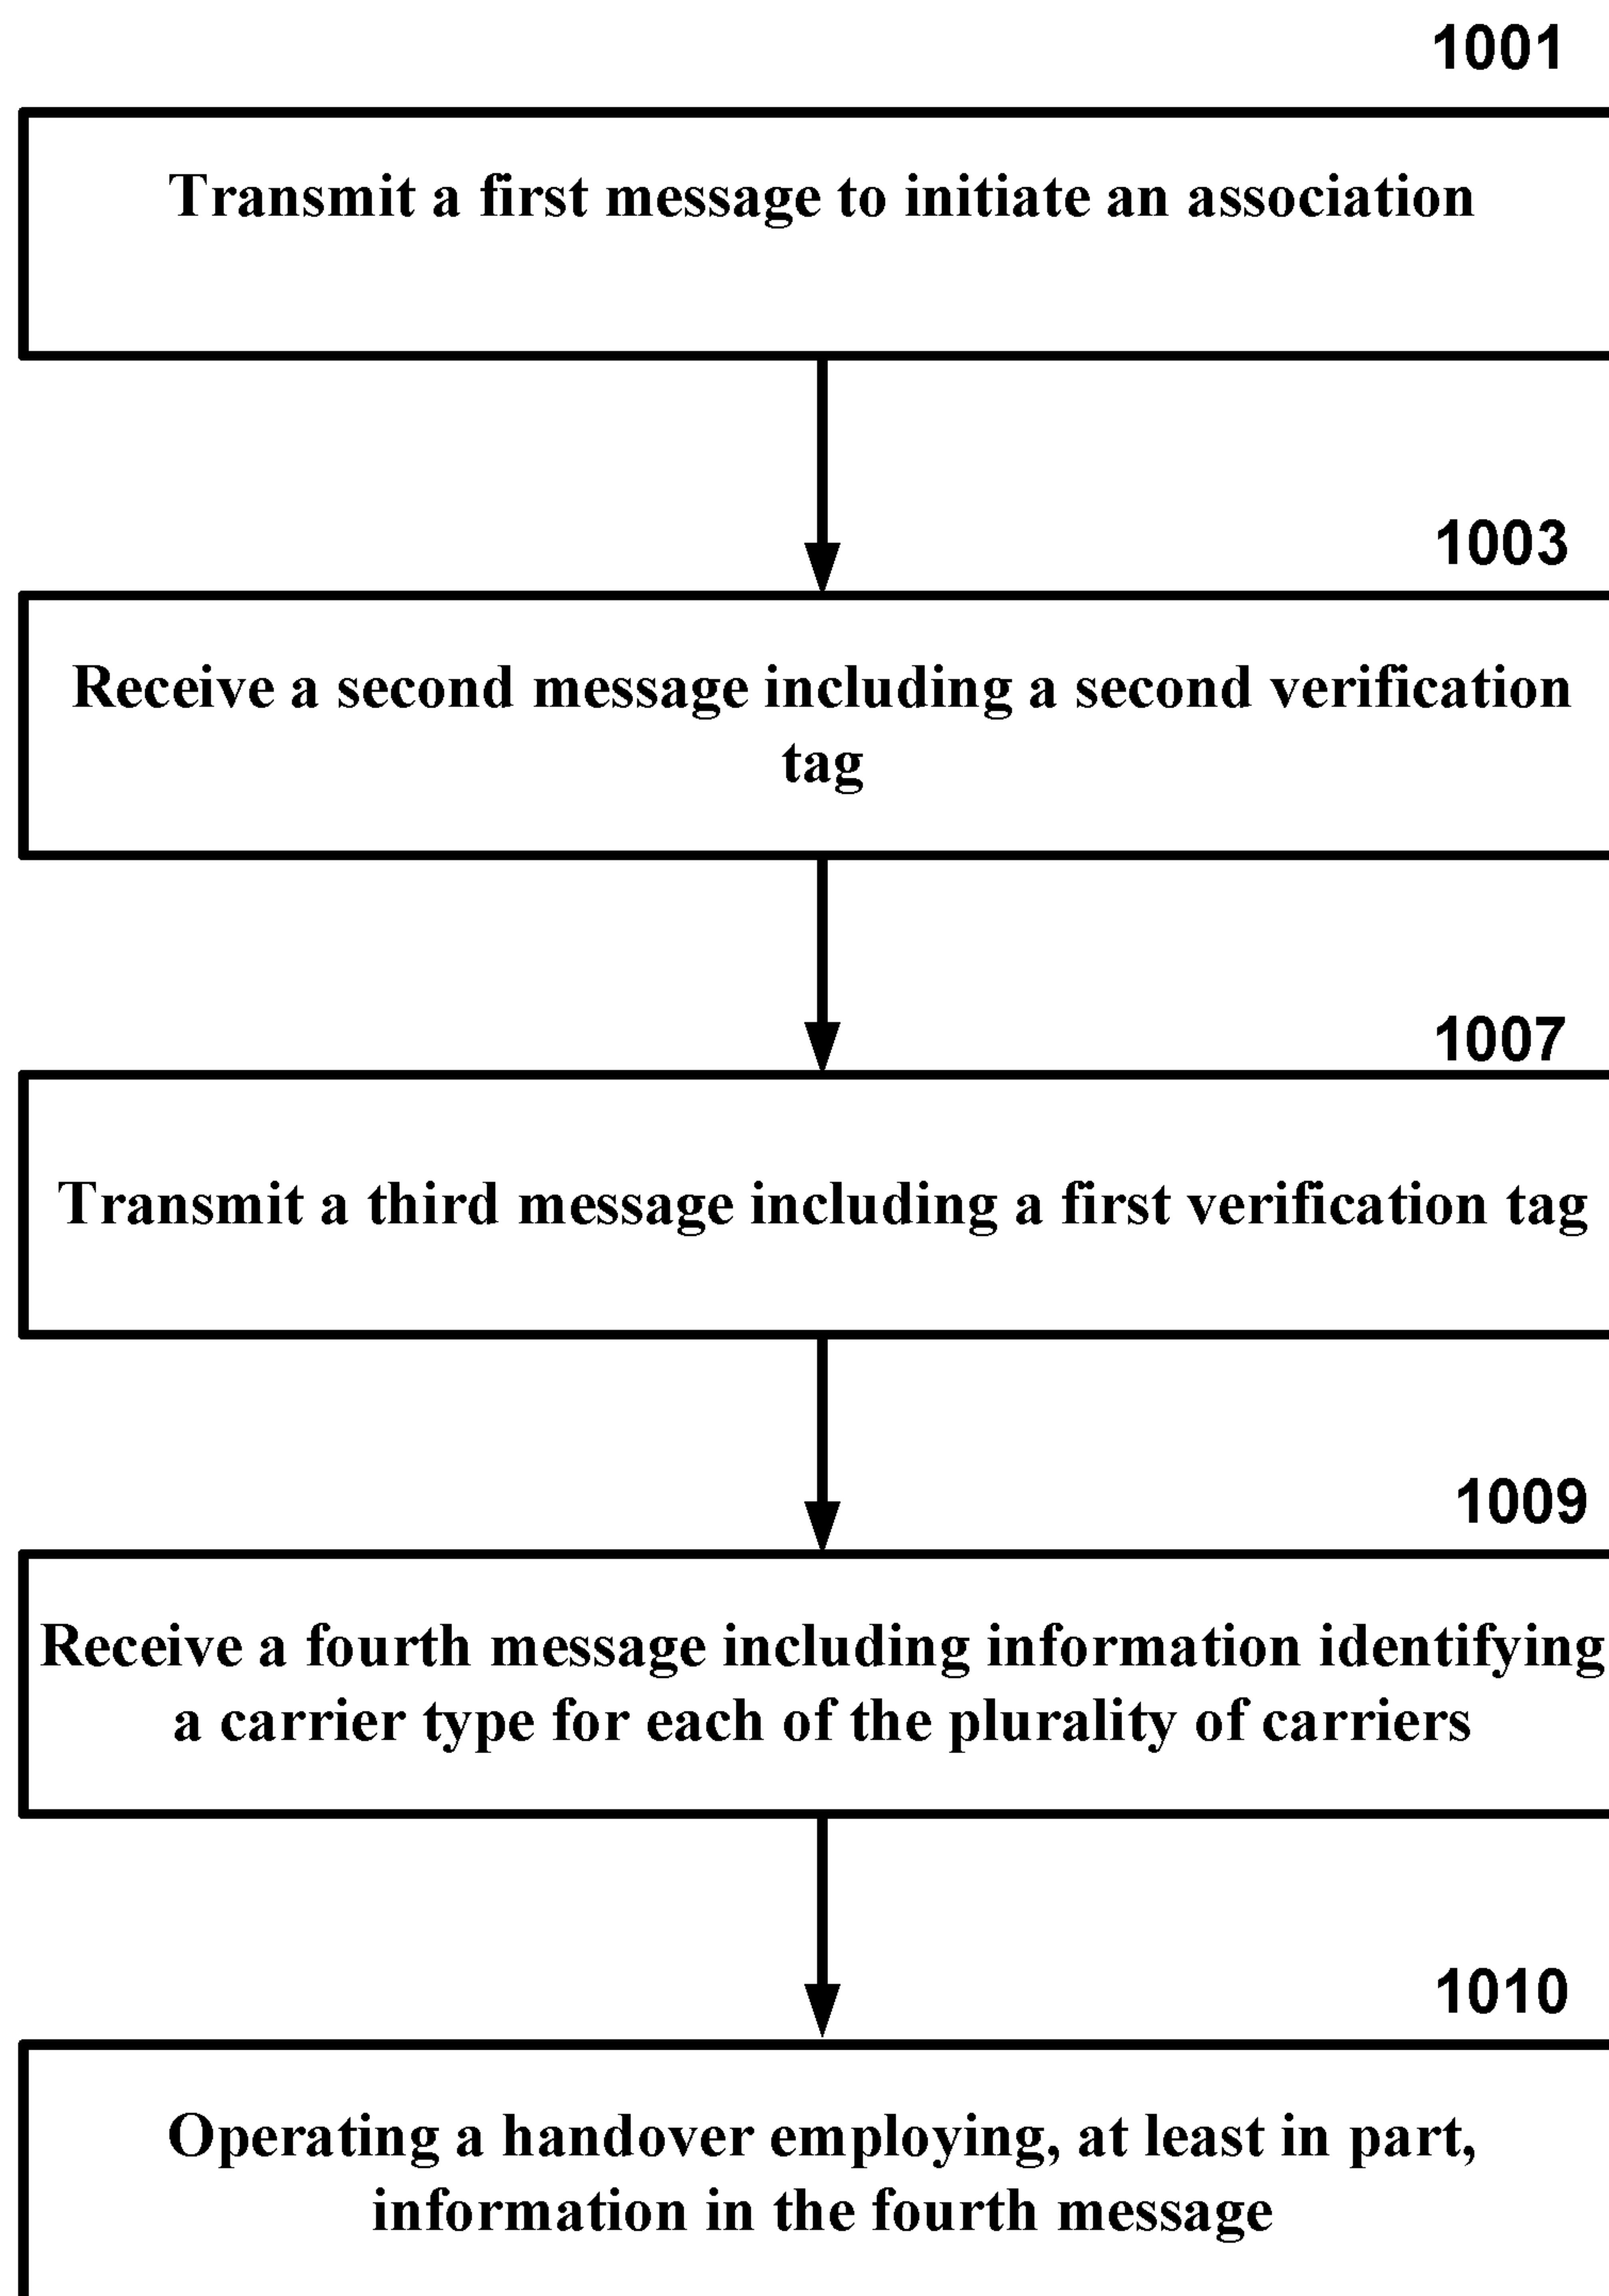 1001
Transmit a first message to initiate an association
1003
Receive a second message including a second verification
tag
1007
Transmit a third message including a first verification tag
1009
Receive a fourth message including information identifying
a carrier type for each of the plurality of carriers
1010
Operating a handover employing, at least in part,
information in the fourth message